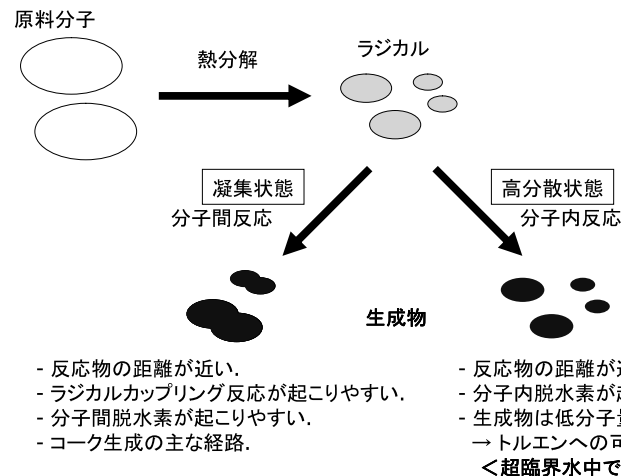 原料分子
熱分解
ラジカル
凝集状態
分子間反応
高分散状態
分子内反応
生成物
- 反応物の距離が近い.
- ラジカルカップリング反応が起こりやすい.
- 分子間脱水素が起こりやすい.
- コーク生成の主な経路.
- 反応物の距離が
- 分子内脱水素が
- 生成物は低分子
→ トルエンへの可
＜超臨界水中で